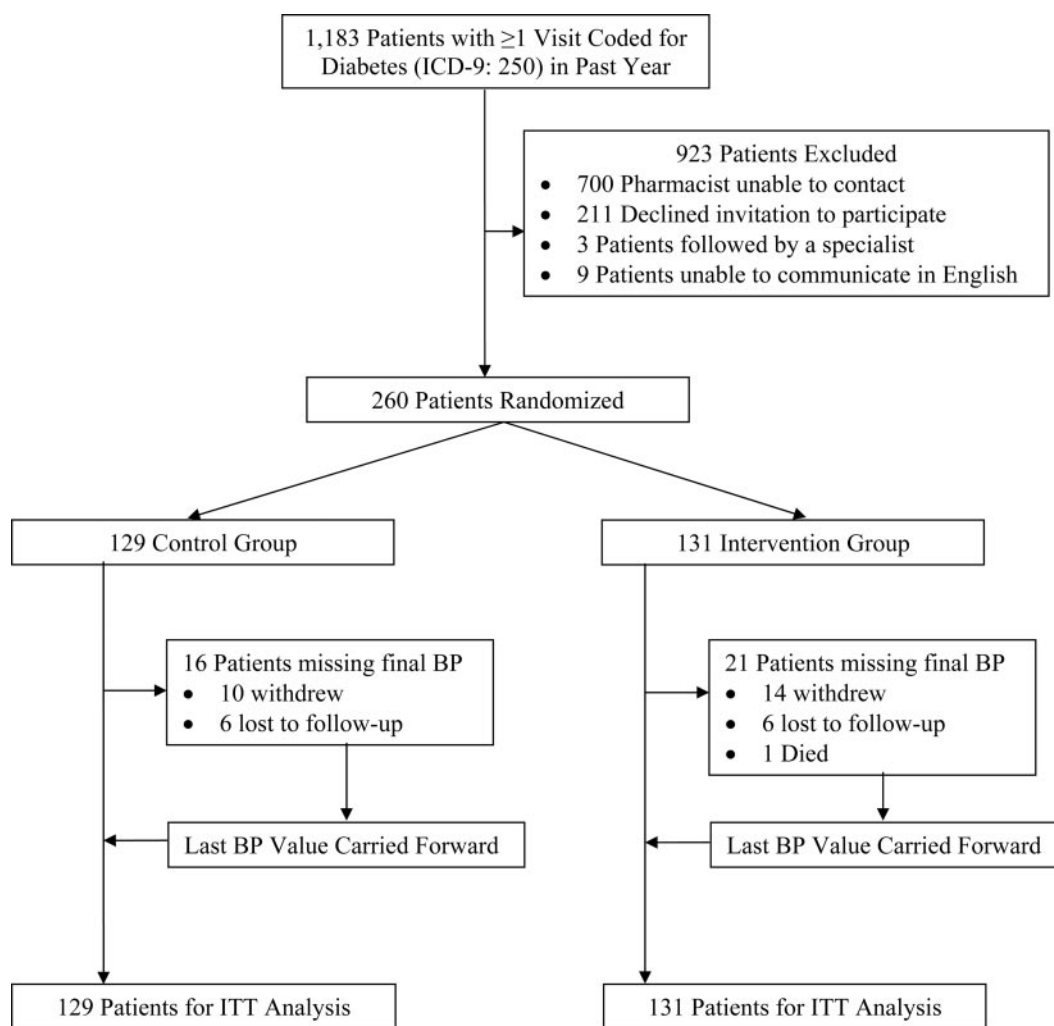 1,183 Patients with ≥1 Visit Coded for
Diabetes (ICD-9: 250) in Past Year
923 Patients Excluded
• 700 Pharmacist unable to contact
• 211 Declined invitation to participate
• 3 Patients followed by a specialist
• 9 Patients unable to communicate in English
260 Patients Randomized
129 Control Group
131 Intervention Group
16 Patients missing final BP
• 10 withdrew
• 6 lost to follow-up
21 Patients missing final BP
• 14 withdrew
• 6 lost to follow-up
• 1 Died
Last BP Value Carried Forward
Last BP Value Carried Forward
129 Patients for ITT Analysis
131 Patients for ITT Analysis